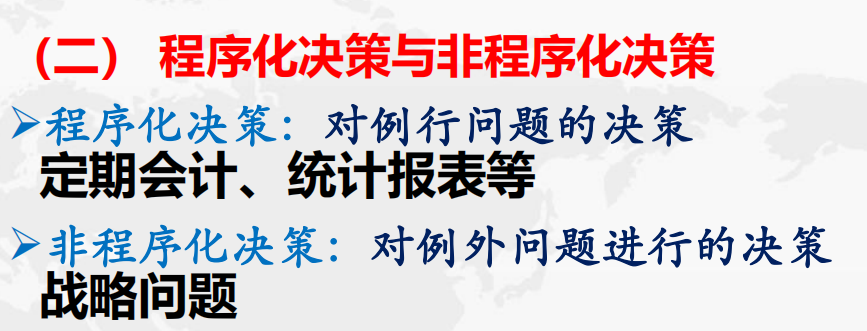 （二） 程序化决策与非程序化决策
➢程序化决策：对例行问题的决策
定期会计、统计报表等
➢非程序化决策：对例外问题进行的决策
战略问题